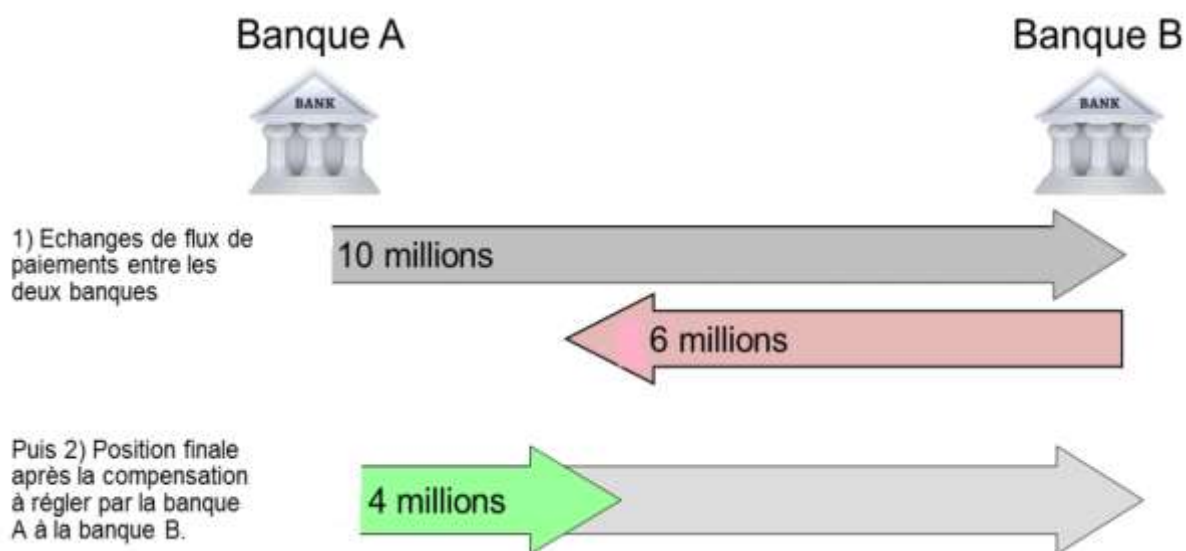 Banque A
Banque B
BANK
BANK
1) Echanges de flux de
paiements entre les
deux banques
10 millions
6 millions
Puis 2) Position finale
après la compensation
à régler par la banque
A à la banque B.
4 millions